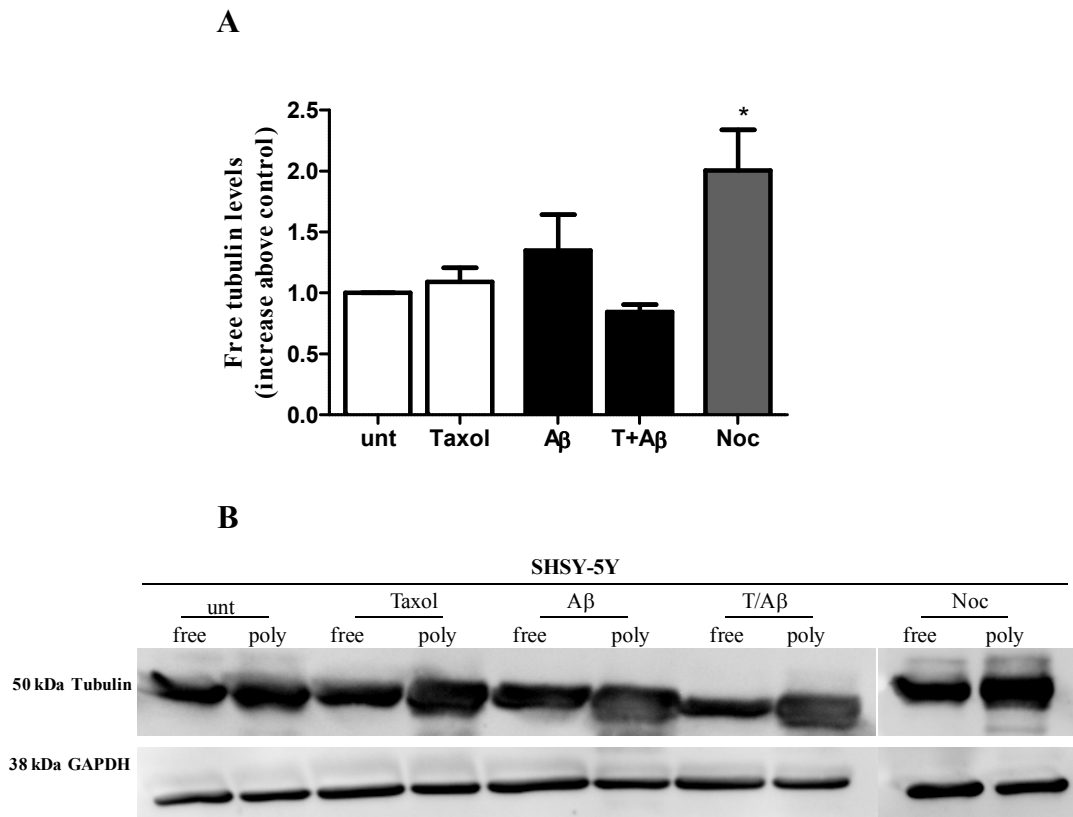 A
Free tubulin levels
(increase above control)
2.5
2.0
1.5
1.0
0.5
0.0
*
unt Taxol Aβ T+Aβ Noc
B
SHSY-5Y
unt Taxol Aβ T/Aβ Noc
free poly free poly free poly free poly free poly
50 kDa Tubulin
38 kDa GAPDH